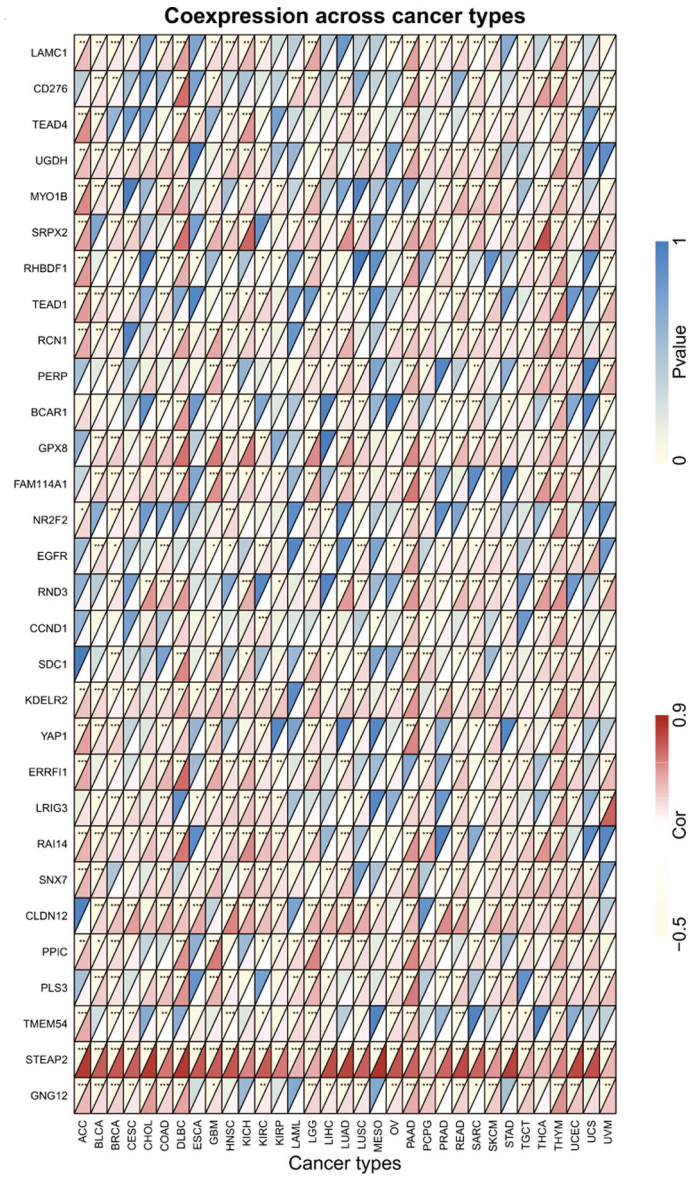 Coexpression across cancer types
LAMC1
CD276
TEAD4
UGDH
MYO1B
SRPX2
RHBDF1
TEAD1
RCN1
PERP
BCAR1
GPX8
FAM114A1
NR2F2
EGFR
RND3
CCND1
SDC1
KDELR2
YAP1
ERRFI1
LRIG3
RAI14
SNX7
CLDN12
PPIC
PLS3
TMEM54
STEAP2
GNG12
ACC BLCA BRCA CESC CHOL COAD DLBC ESCA GBM HNSC KICH KIRC KIRP LAML LGG LIHC LUAD LUSC MESO OV PAAD PCPG PRAD READ SARC SKCM STAD TGCT THCA THYM UCEC UCS UVM
Cancer types
1
Pvalue
0
0.9
Cor
−0.5